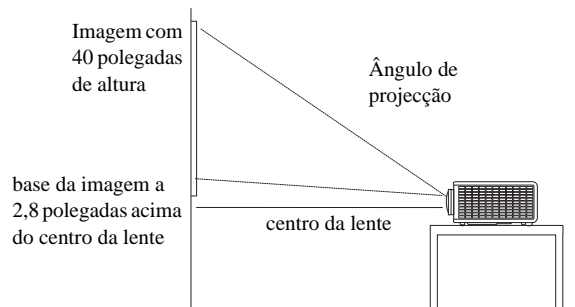 Imagem com
40 polegadas
de altura
Ângulo de
projecção
base da imagem a
2,8 polegadas acima
do centro da lente
centro da lente